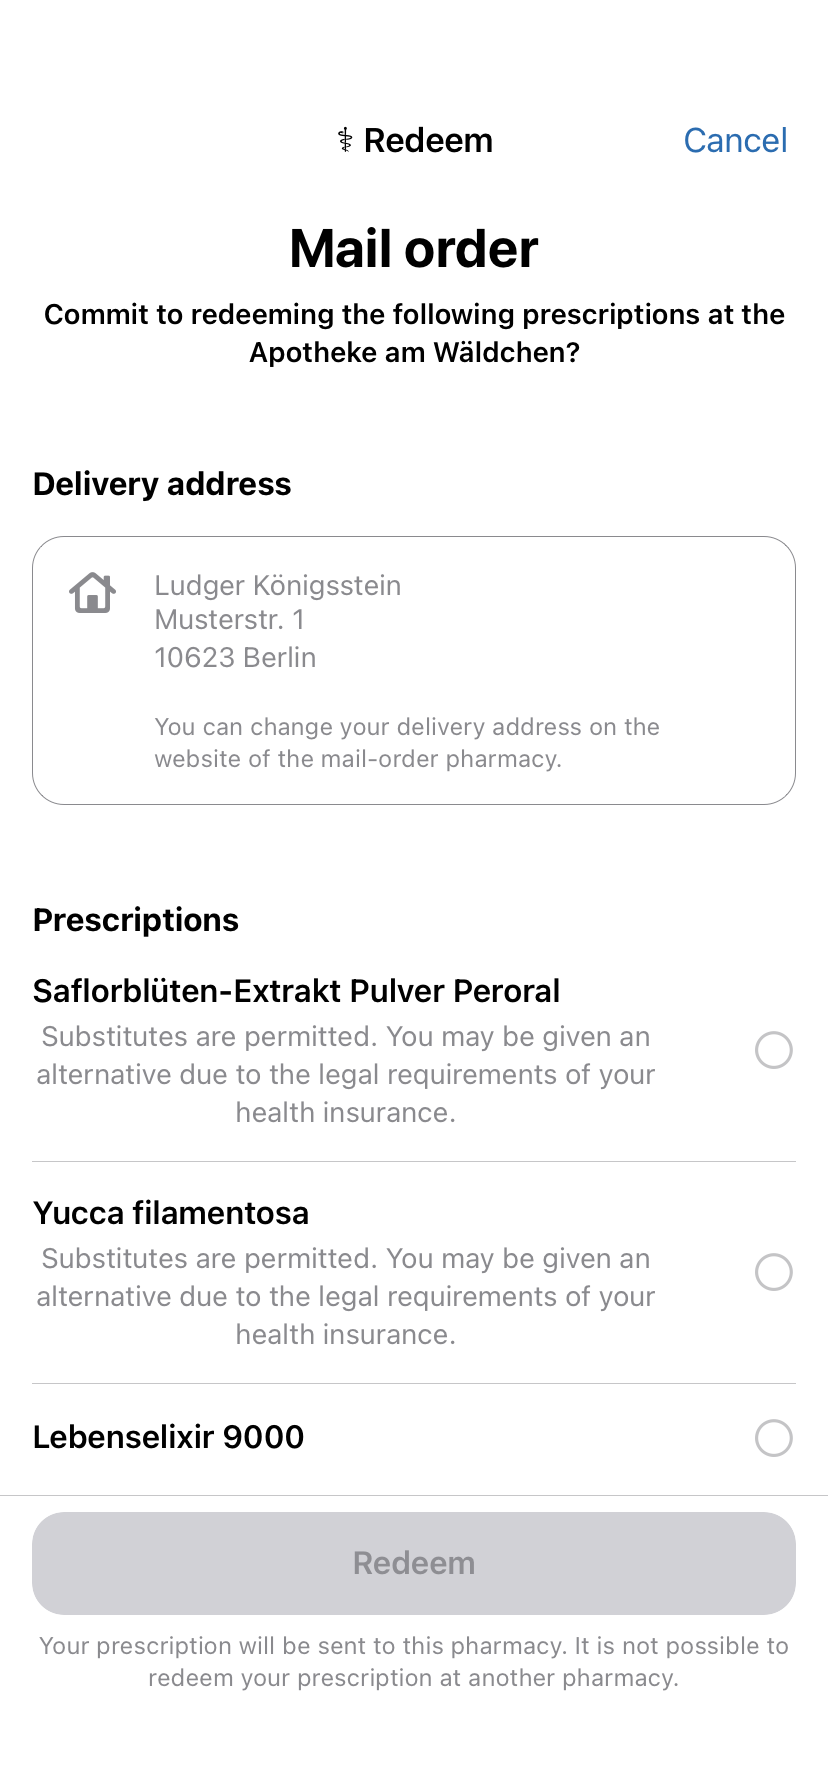 ⚕ Redeem
Cancel
Mail order
Commit to redeeming the following prescriptions at the
Apotheke am Wäldchen?
Delivery address
Ludger Königsstein
Musterstr. 1
10623 Berlin
You can change your delivery address on the
website of the mail-order pharmacy.
Prescriptions
Saflorblüten-Extrakt Pulver Peroral
Substitutes are permitted. You may be given an
alternative due to the legal requirements of your
health insurance.
Yucca filamentosa
Substitutes are permitted. You may be given an
alternative due to the legal requirements of your
health insurance.
Lebenselixir 9000
Redeem
Your prescription will be sent to this pharmacy. It is not possible to
redeem your prescription at another pharmacy.